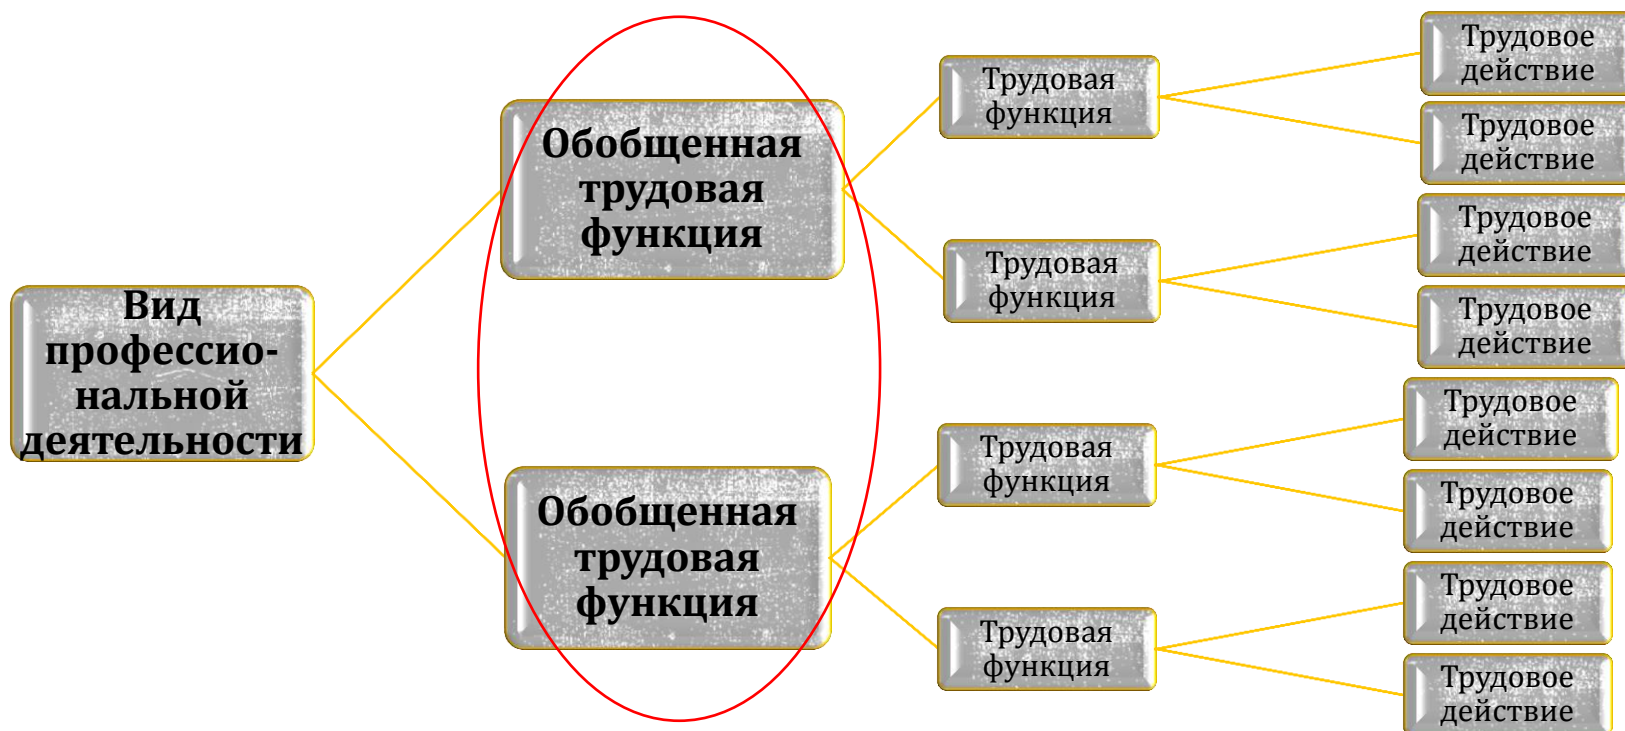 Вид
профессио-
нальной
деятельности
Обобщенная
трудовая
функция
Обобщенная
трудовая
функция
Трудовая
функция
Трудовая
функция
Трудовая
функция
Трудовая
функция
Трудовое
действие
Трудовое
действие
Трудовое
действие
Трудовое
действие
Трудовое
действие
Трудовое
действие
Трудовое
действие
Трудовое
действие